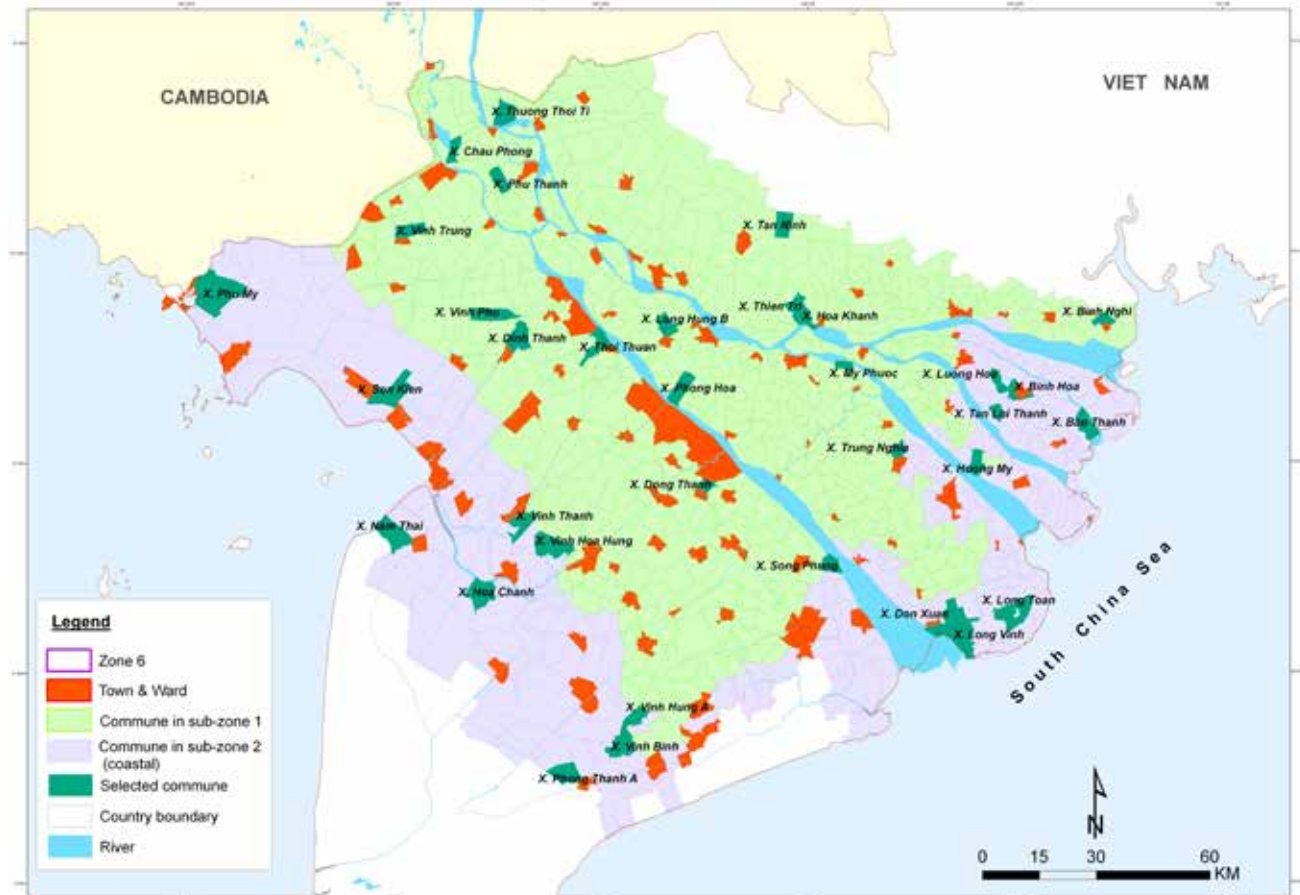 CAMBODIA
VIET NAM
X. Thuong Thoi Ti
X. Chau Phong
X. Phu Thanh
X. Vinh Trung
X. Tan Ninh
X. Phu My
X. Vinh Phu
X. Dinh Thanh
X. Thoi Thuan
X. Long Hung B
X. Thien Tri
X. Hoa Khanh
X. Binh Nghi
X. Son Kien
X. Phong Hoa
X. My Phuoc
X. Luong Hoa
X. Binh Hoa
X. Tan Loi Thanh
X. Bao Thanh
X. Trung Nghia
X. Huong My
X. Dong Thanh
X. Nam Thai
X. Vinh Thanh
X. Vinh Hoa Hung
X. Song Phung
X. Hoa Chanh
X. Don Xuan
X. Long Toan
X. Long Vinh
X. Vinh Hung A
X. Vinh Binh
X. Phong Thanh A
South China Sea
Legend
Zone 6
Town & Ward
Commune in sub-zone 1
Commune in sub-zone 2
(coastal)
Selected commune
Country boundary
River
N
0 15 30 60
KM